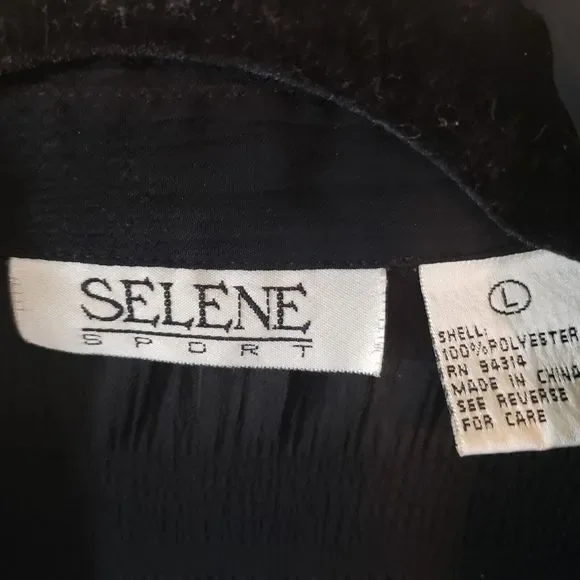 SELENE
SPORT
L
SHELL:
100%POLYESTER
RN 94314
MADE IN CHINA
SEE REVERSE
FOR CARE